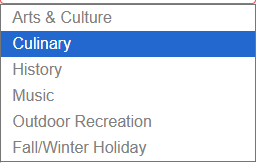 Arts & Culture
Culinary
History
Music
Outdoor Recreation
Fall/Winter Holiday